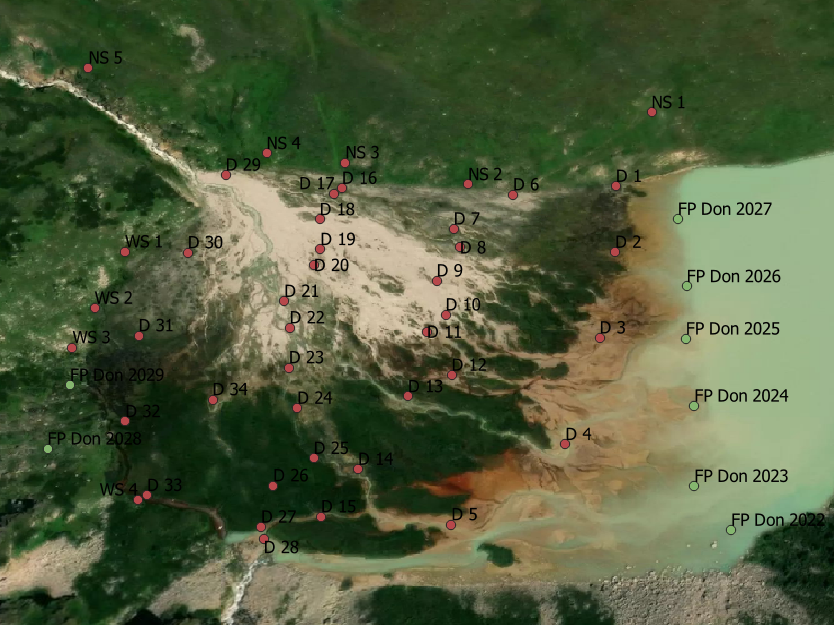 NS 5
NS 1
NS 4
NS 3
D 29
D 17
D 16
NS 2
D 6
D 1
FP Don 2027
D 18
D 7
WS 1
D 30
D 19
D 8
D 2
D 20
D 9
FP Don 2026
D 21
WS 2
D 10
D 31
D 22
D 11
D 3
FP Don 2025
WS 3
D 23
D 12
FP Don 2029
D 34
D 24
D 13
FP Don 2024
D 32
D 4
FP Don 2028
D 25
D 14
D 26
FP Don 2023
WS 4
D 33
D 27
D 15
D 5
FP Don 2022
D 28